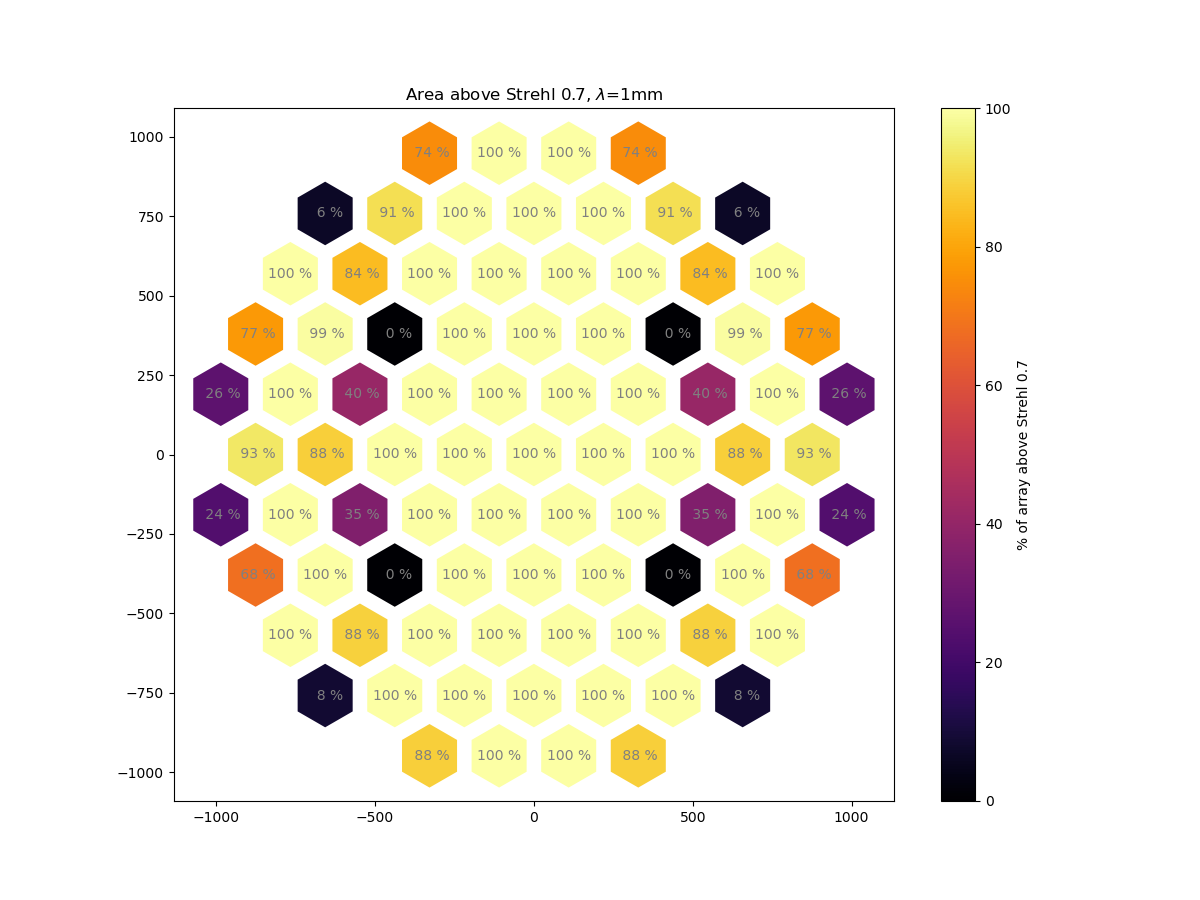 Area above Strehl 0.7, λ=1mm
1000
74 % 100 % 100 % 74 %
100
6 % 91 % 100 % 100 % 100 % 91 % 6 %
750
100 % 84 % 100 % 100 % 100 % 100 % 84 % 100 %
80
500
77 % 99 % 0 % 100 % 100 % 100 % 0 % 99 % 77 %
250
26 % 100 % 40 % 100 % 100 % 100 % 100 % 40 % 100 % 26 %
60
0
93 % 88 % 100 % 100 % 100 % 100 % 100 % 88 % 93 %
% of array above Strehl 0.7
24 % 100 % 35 % 100 % 100 % 100 % 100 % 35 % 100 % 24 %
40
−250
68 % 100 % 0 % 100 % 100 % 100 % 0 % 100 % 68 %
−500
100 % 88 % 100 % 100 % 100 % 100 % 88 % 100 %
20
8 % 100 % 100 % 100 % 100 % 100 % 8 %
−750
88 % 100 % 100 % 88 %
−1000
0
−1000 −500 0 500 1000